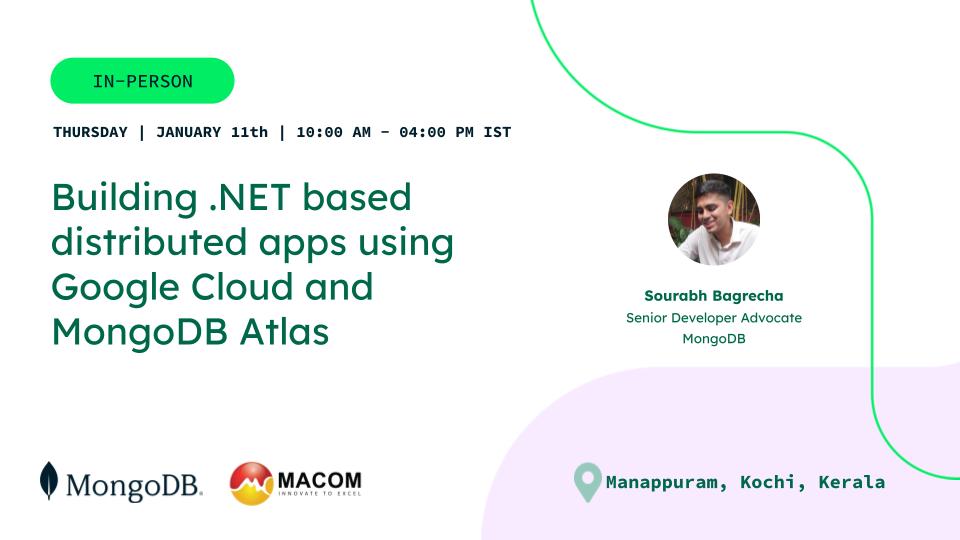 IN-PERSON
THURSDAY | JANUARY 11th | 10:00 AM - 04:00 PM IST
Building .NET based
distributed apps using
Google Cloud and
MongoDB Atlas
Sourabh Bagrecha
Senior Developer Advocate
MongoDB
MongoDB.
MACOM
INNOVATE TO EXCEL
Manappuram, Kochi, Kerala